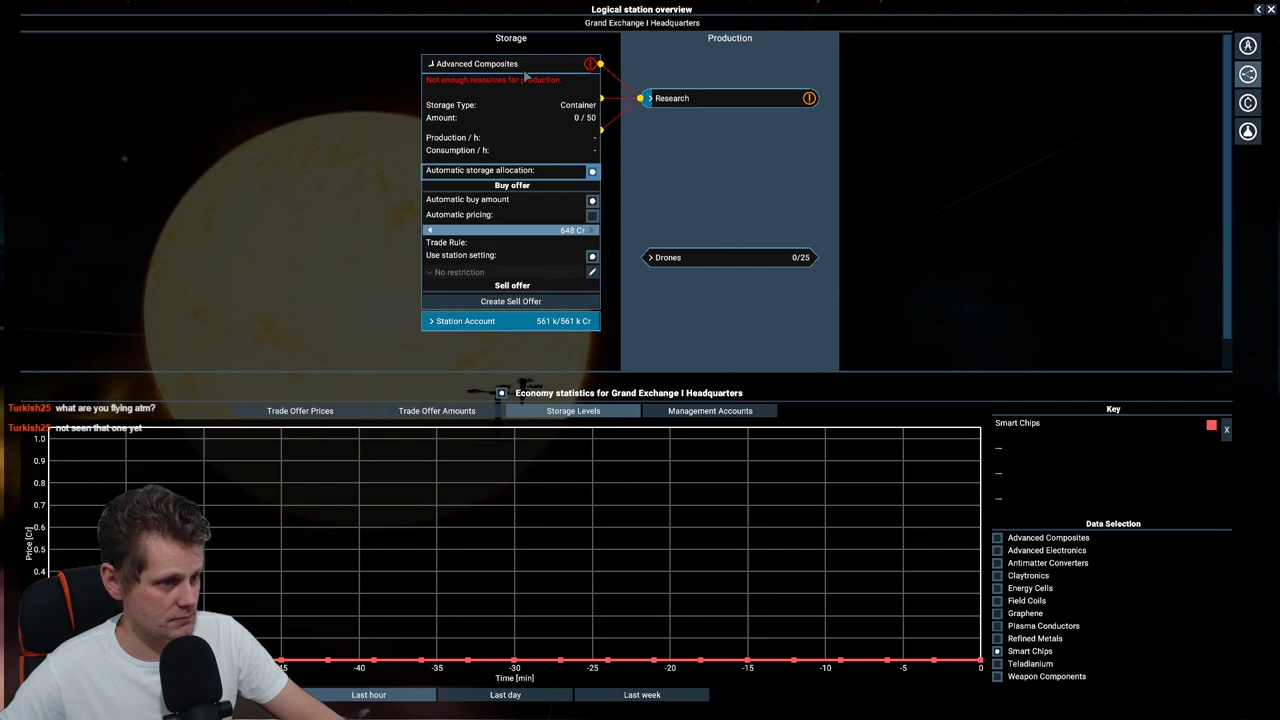 Logical station overview
Grand Exchange I Headquarters
Storage
Production
Advanced Composites
Not enough resources for production.
Storage Type: Container
Amount: 0 / 50
Production / h: -
Consumption / h: -
Automatic storage allocation:
Buy offer
Automatic buy amount
Automatic pricing:
648 Cr
Trade Rule:
Use station setting:
No restriction
Sell offer
Create Sell Offer
Station Account 561 k/561 k Cr
Research
Drones 0/25
Economy statistics for Grand Exchange I Headquarters
Turkish25 what are you flying atm?
Turkish25 not seen that one yet
Trade Offer Prices
Trade Offer Amounts
Storage Levels
Management Accounts
Key
Smart Chips
X
---
---
---
Data Selection
Advanced Composites
Advanced Electronics
Antimatter Converters
Claytronics
Energy Cells
Field Coils
Graphene
Plasma Conductors
Refined Metals
Smart Chips
Teladianium
Weapon Components
1.0
0.9
0.8
0.7
0.6
0.5
0.4
Price [Cr]
-40
-35
-30
-25
-20
-15
-10
-5
0
Time [min]
Last hour
Last day
Last week